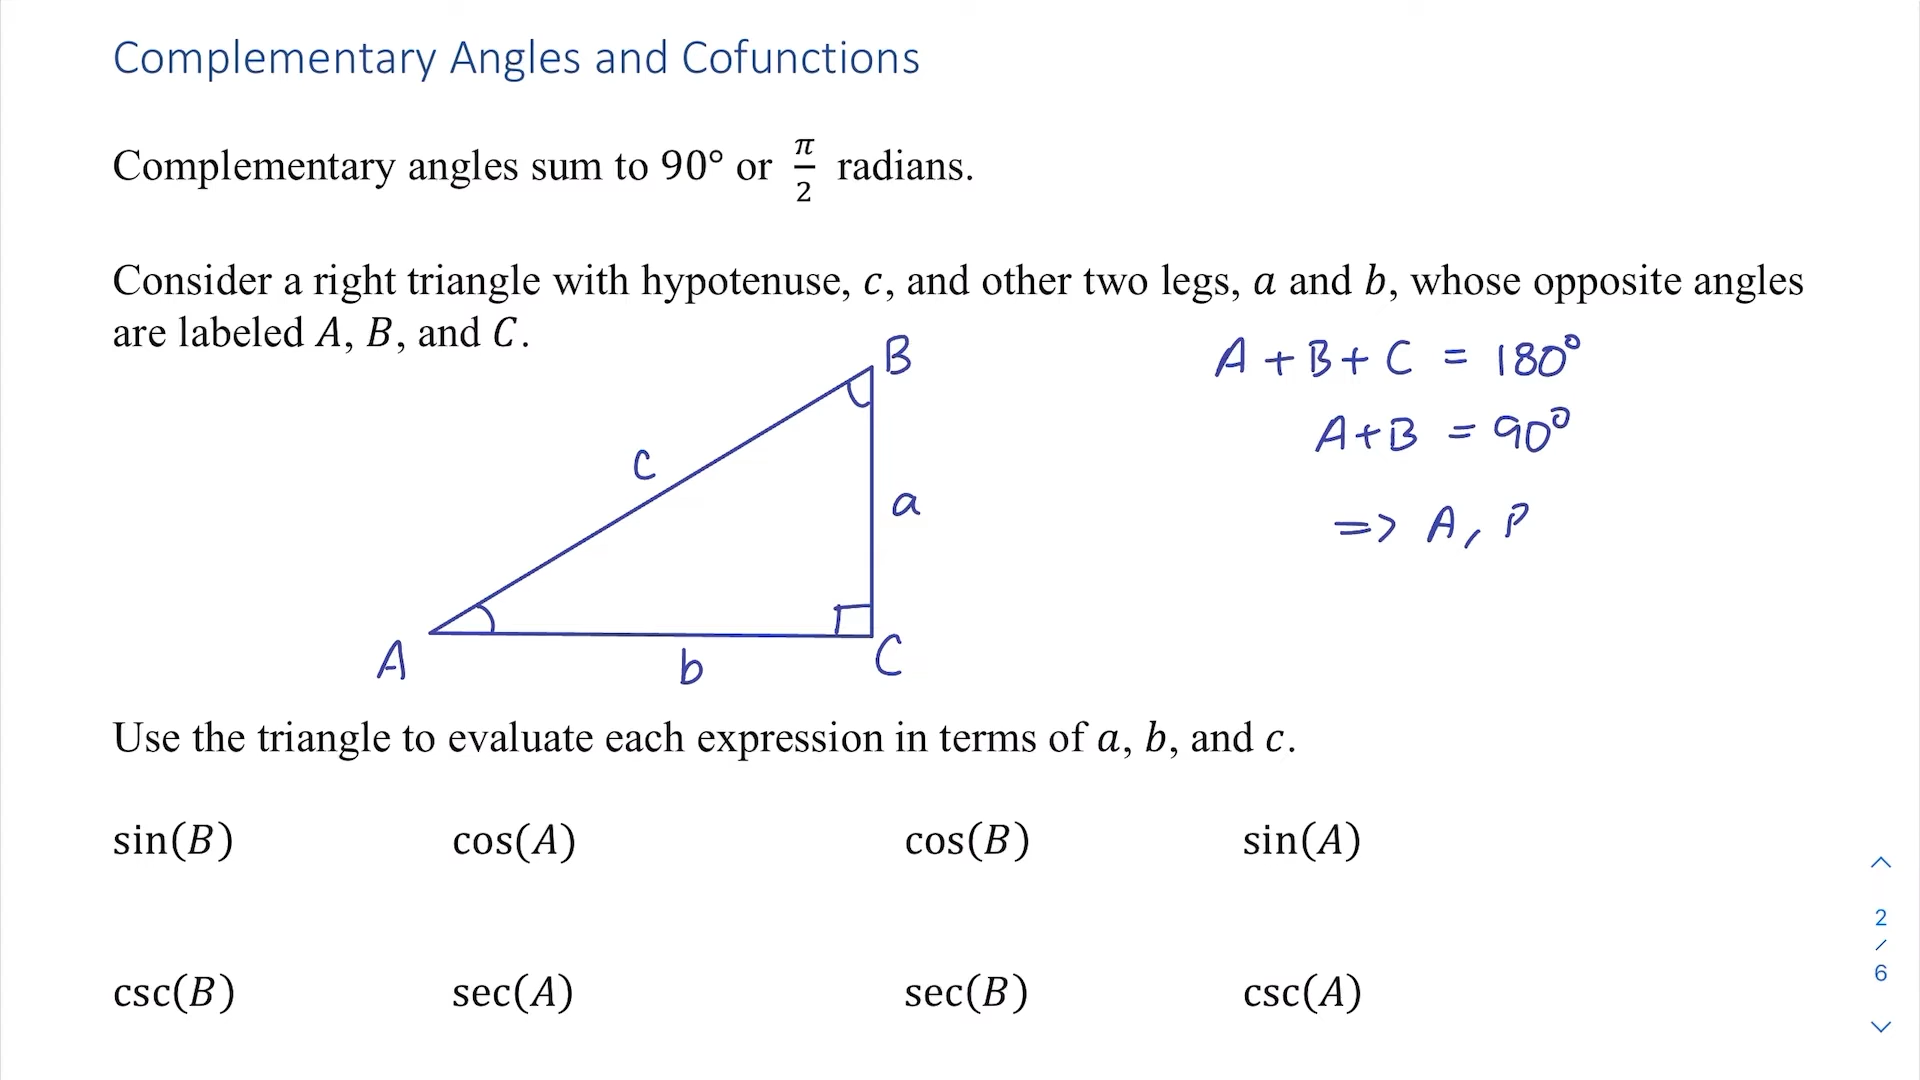 Complementary Angles and Cofunctions
Complementary angles sum to 90° or π/2 radians.
Consider a right triangle with hypotenuse, c, and other two legs, a and b, whose opposite angles
are labeled A, B, and C.
B
A + B + C = 180°
A + B = 90°
c
a
=> A, P
A
b
C
Use the triangle to evaluate each expression in terms of a, b, and c.
sin(B) cos(A) cos(B) sin(A)
csc(B) sec(A) sec(B) csc(A)
2
/
6